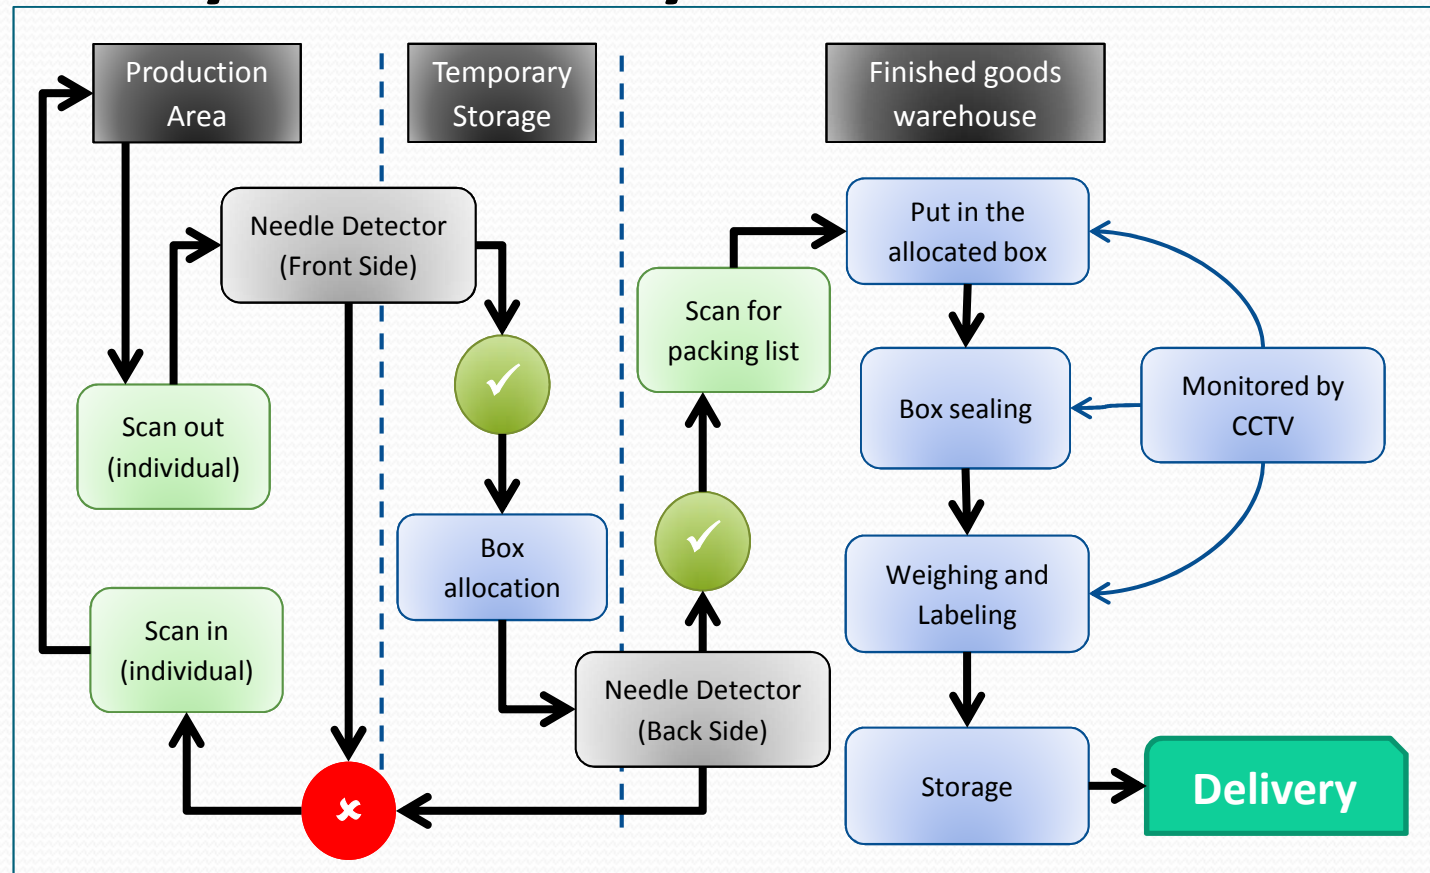 Production
Area
Temporary
Storage
Finished goods
warehouse
Needle Detector
(Front Side)
Put in the
allocated box
Scan for
packing list
Scan out
(individual)
Box sealing
Monitored by
CCTV
Box
allocation
Weighing and
Labeling
Scan in
(individual)
Needle Detector
(Back Side)
Storage
Delivery